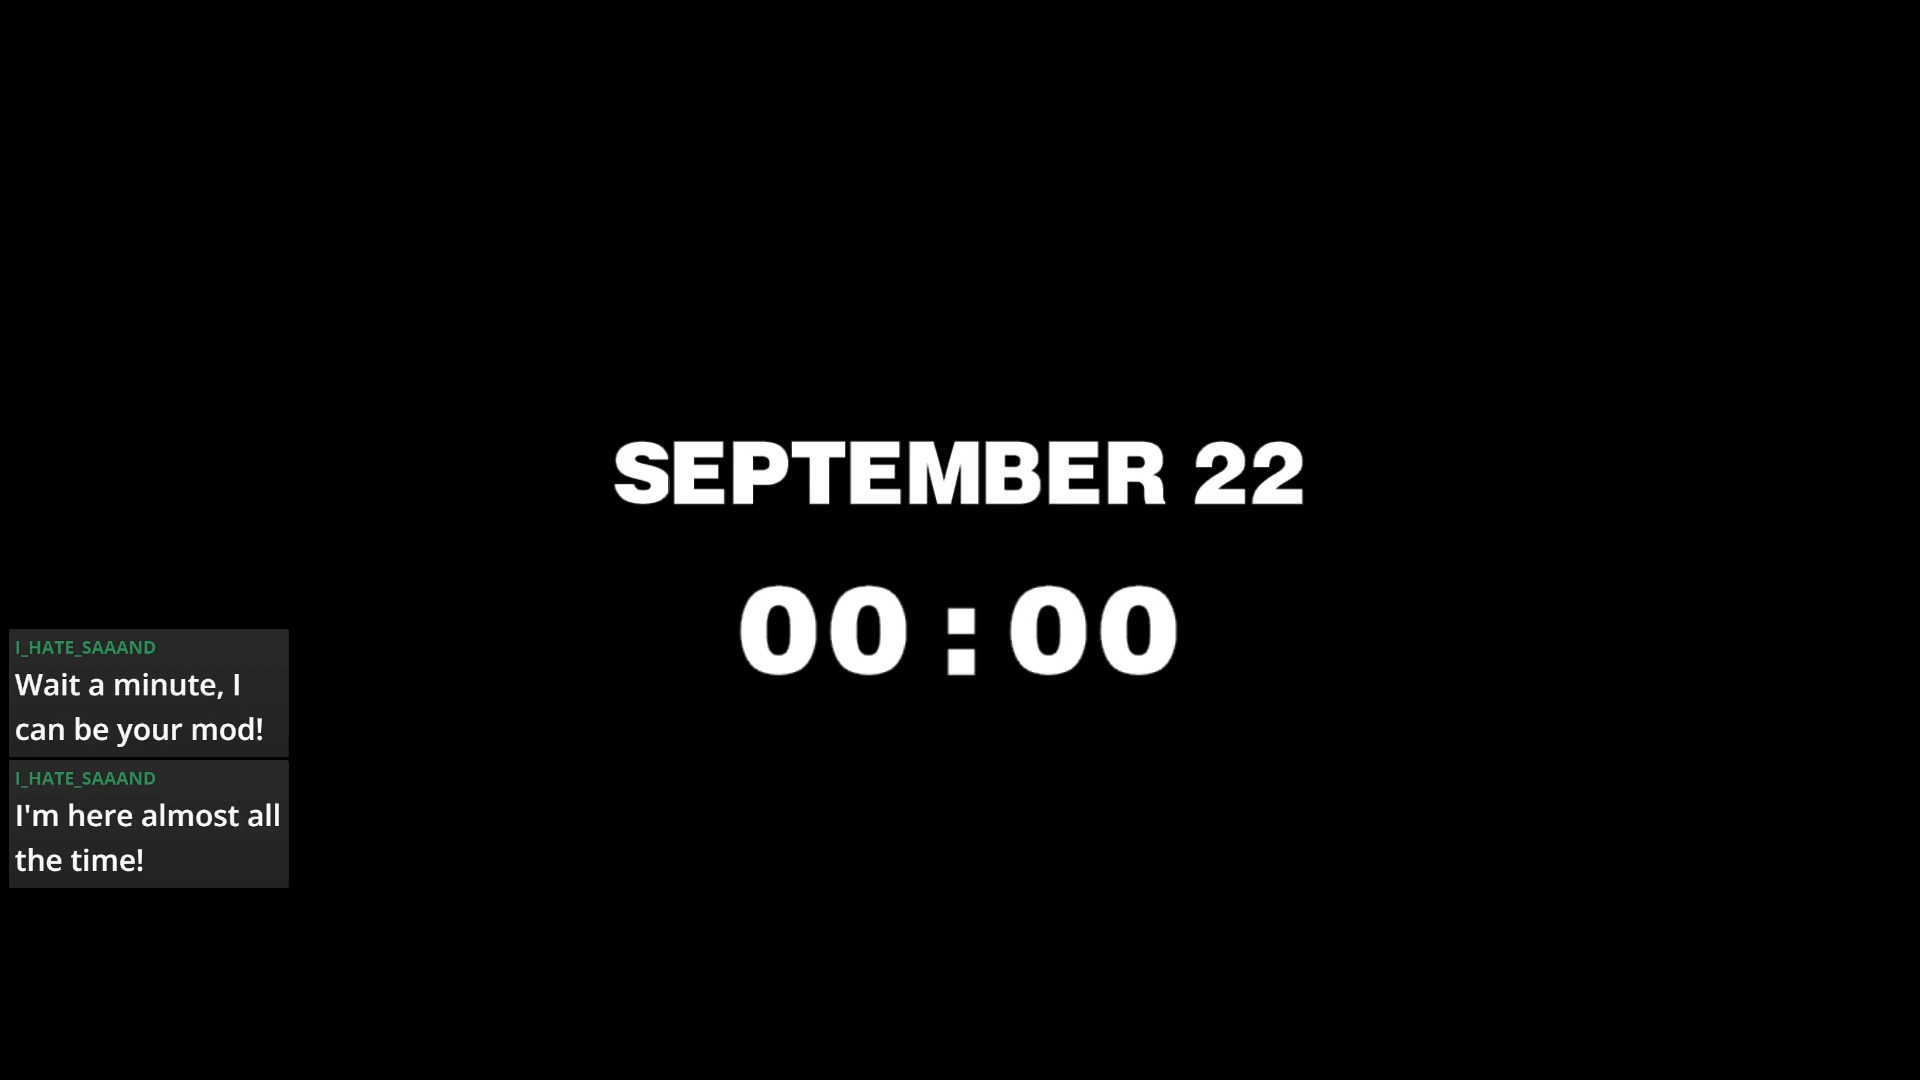 SEPTEMBER 22
00:00
I_HATE_SAAAND
Wait a minute, I
can be your mod!
I_HATE_SAAAND
I'm here almost all
the time!